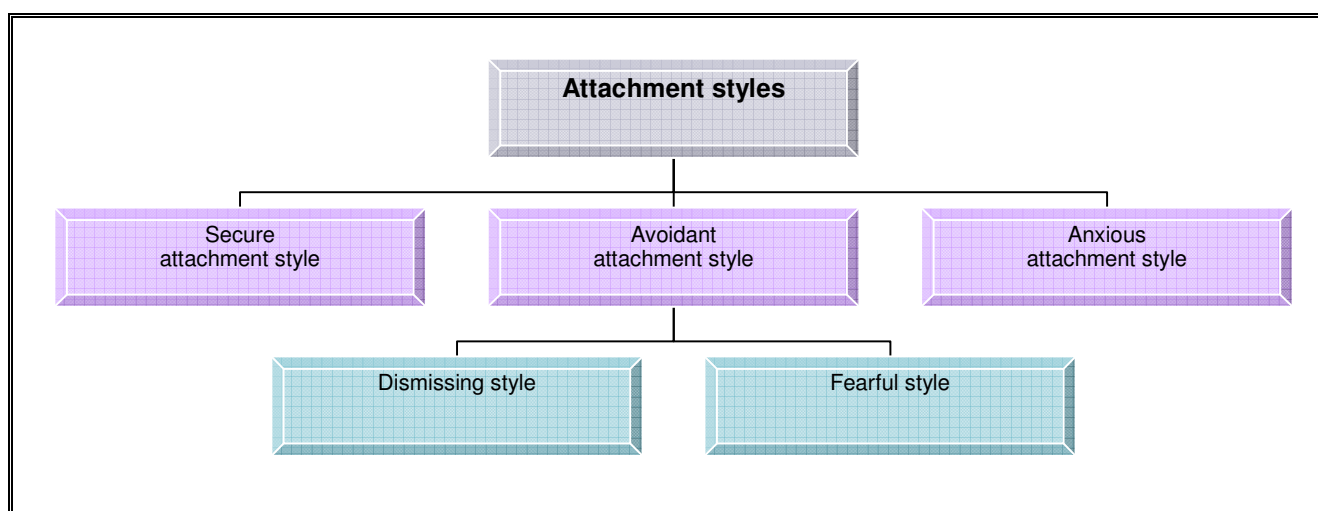 Attachment styles
Secure
attachment style
Avoidant
attachment style
Anxious
attachment style
Dismissing style
Fearful style